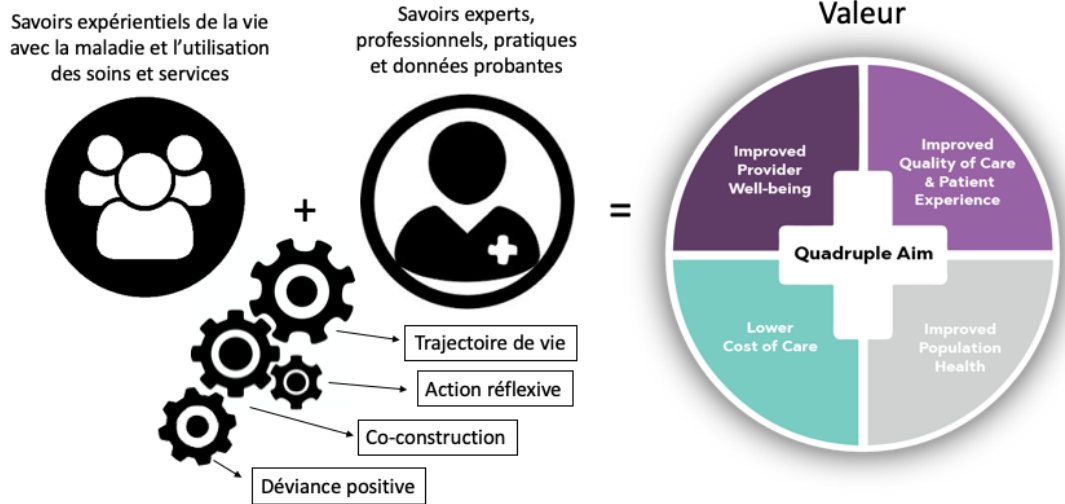 Savoirs expérientiels de la vie
avec la maladie et l'utilisation
des soins et services
Savoirs experts,
professionnels, pratiques
et données probantes
Valeur
+
=
Improved
Provider
Well-being
Improved
Quality of Care
& Patient
Experience
Quadruple Aim
Lower
Cost of Care
Improved
Population
Health
Trajectoire de vie
Action réflexive
Co-construction
Déviance positive